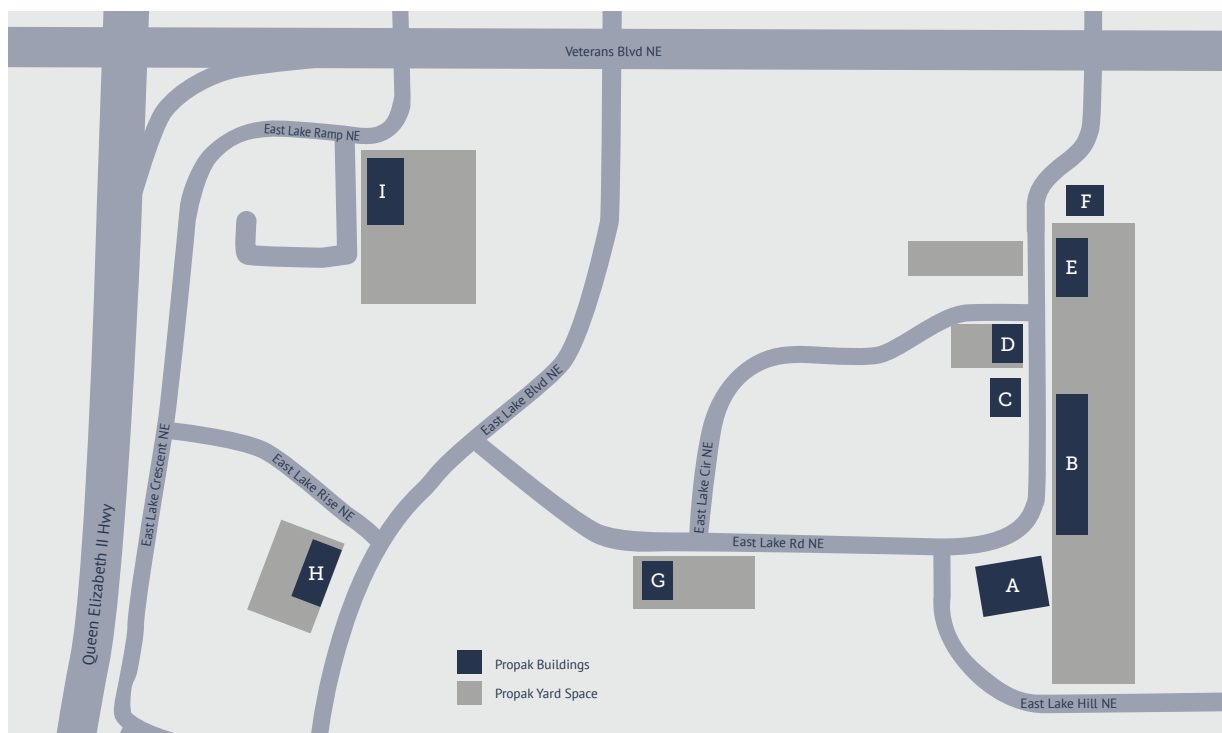 Veterans Blvd NE
East Lake Ramp NE
I
F
E
D
C
East Lake Blvd NE
East Lake Crescent NE
East Lake Rise NE
East Lake Cir NE
B
Queen Elizabeth II Hwy
East Lake Rd NE
H
G
A
Propak Buildings
Propak Yard Space
East Lake Hill NE